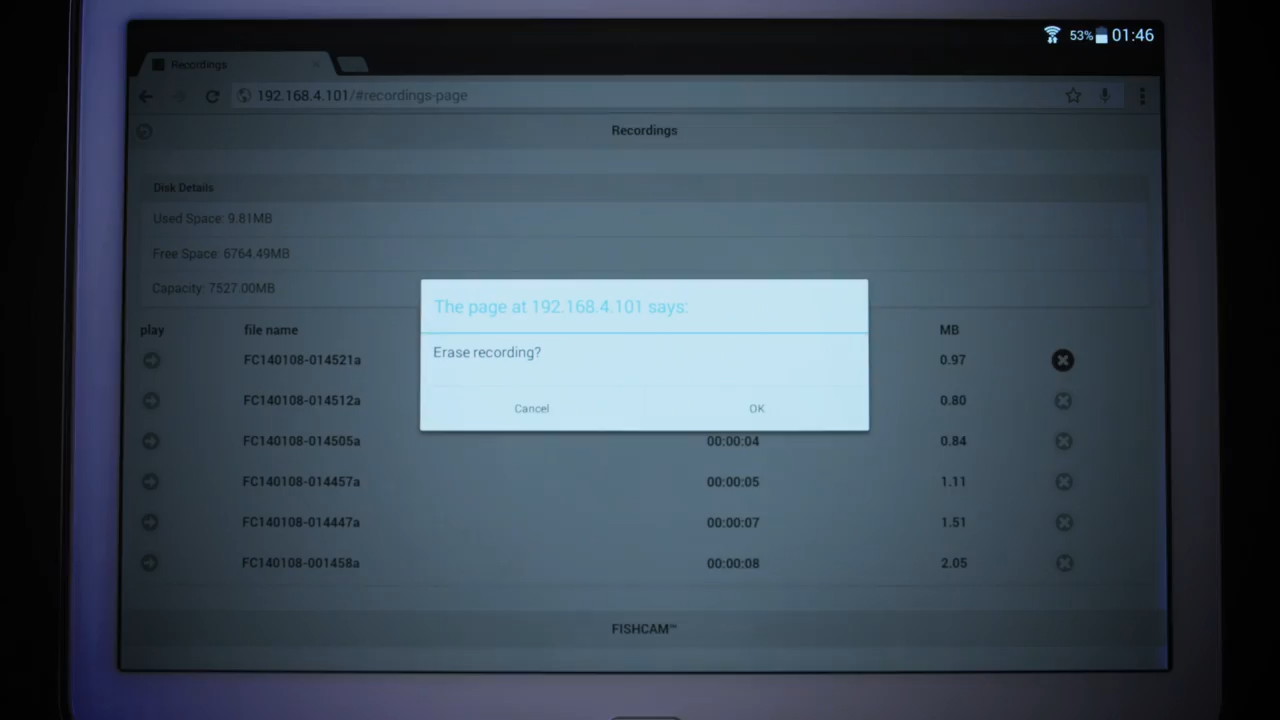 53% 01:46
Recordings
192.168.4.101/#recordings-page
Recordings
Disk Details
Used Space: 9.81MB
Free Space: 6764.49MB
Capacity: 7527.00MB
The page at 192.168.4.101 says:
Erase recording?
Cancel OK
play file name MB
FC140108-014521a 0.97
FC140108-014512a 0.80
FC140108-014505a 00:00:04 0.84
FC140108-014457a 00:00:05 1.11
FC140108-014447a 00:00:07 1.51
FC140108-001458a 00:00:08 2.05
FISHCAM™